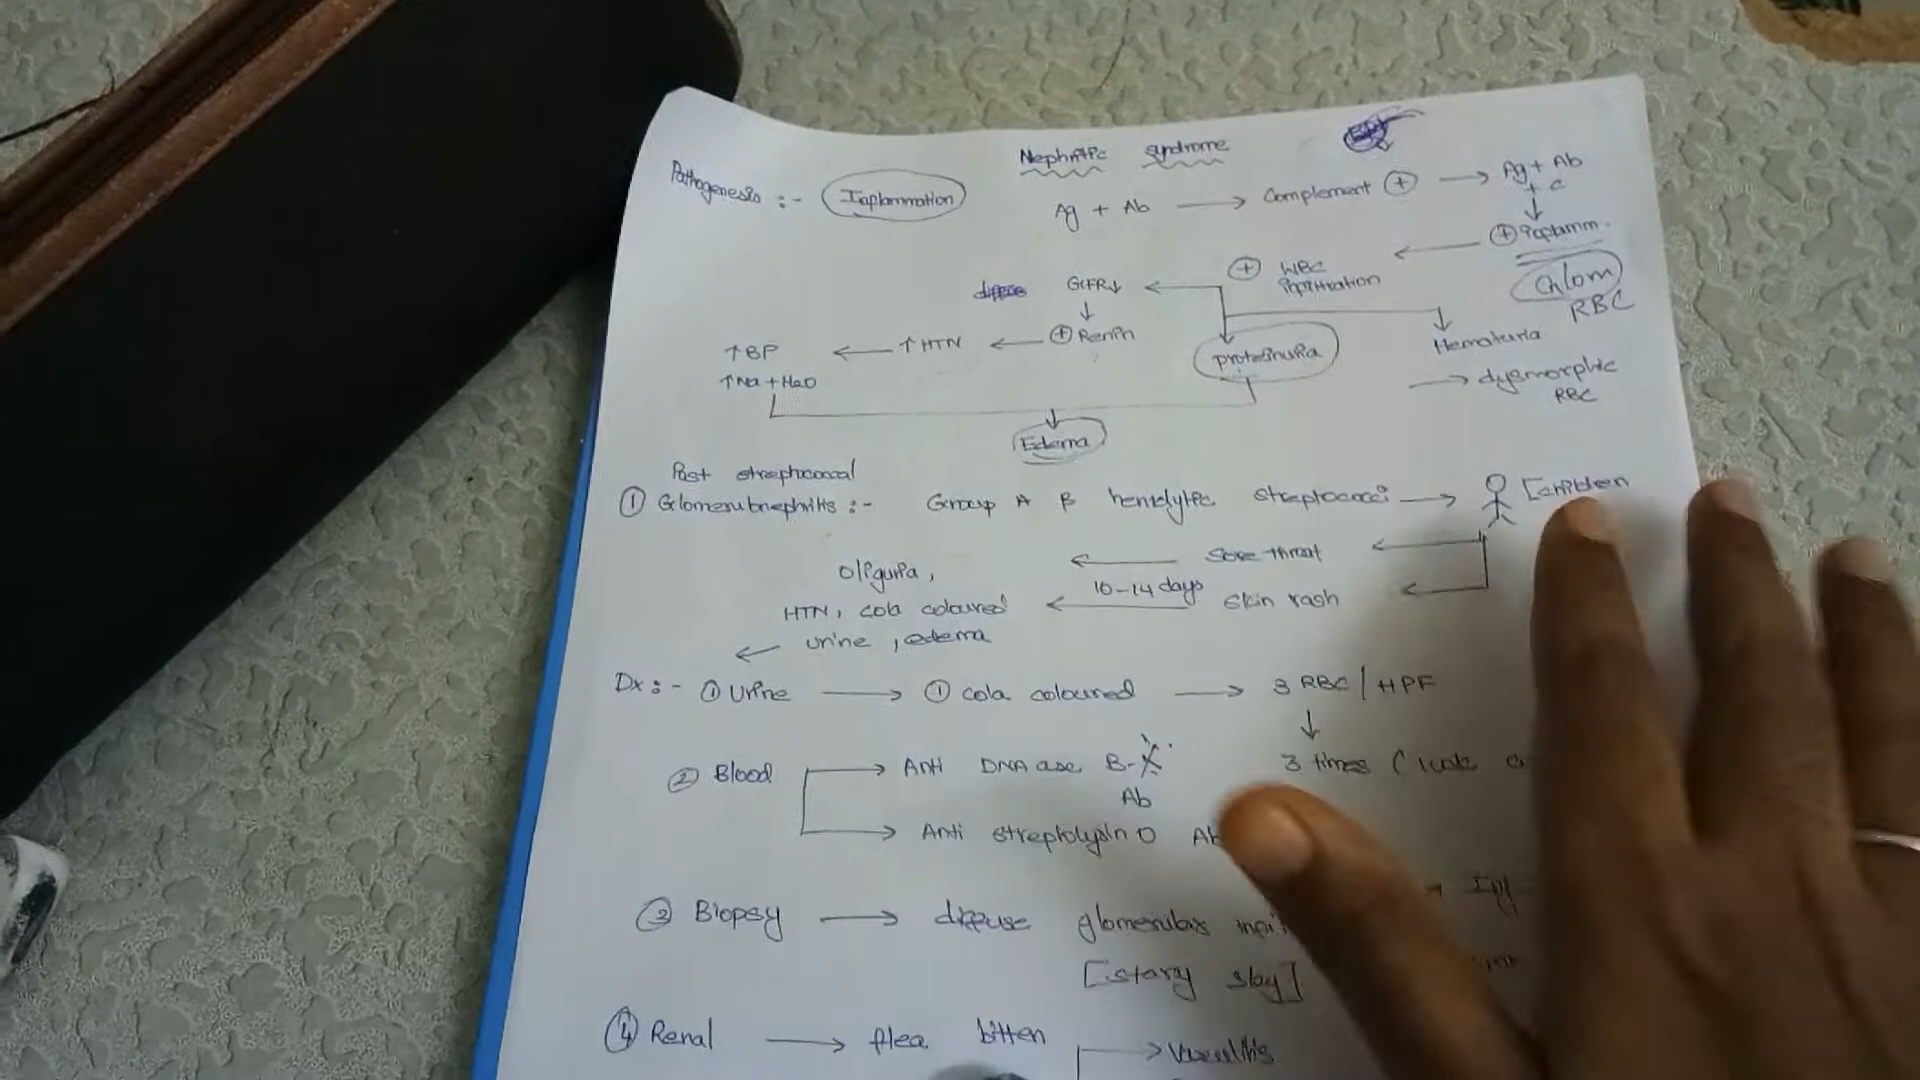 Nephritic syndrome
Pathogenesis :- Inflammation
Ag + Ab → Complement ⊕ → Ag + Ab
+ C
↓
⊕ Inflamm.
Glom
RBC
⊕ WBC
infiltration
GFR↓
↓
⊕ Renin
↑HTN
↑BP
↑Na + H2O
proteinuria
Hematuria
→ dysmorphic
RBC
Edema
Post streptococcal
① Glomerulonephritis :- Group A β hemolytic streptococci → [children
sore throat
10-14 days
skin rash
oliguria,
HTN, cola coloured
urine, edema
Dx :- ① Urine → ① cola coloured → 3 RBC / HPF
↓
3 times
② Blood → Anti DNA ase B-
Ab
→ Anti streptolysin O Ab
③ Biopsy → diffuse glomerular
[stary sky]
④ Renal → flea bitten
→ Vasculitis